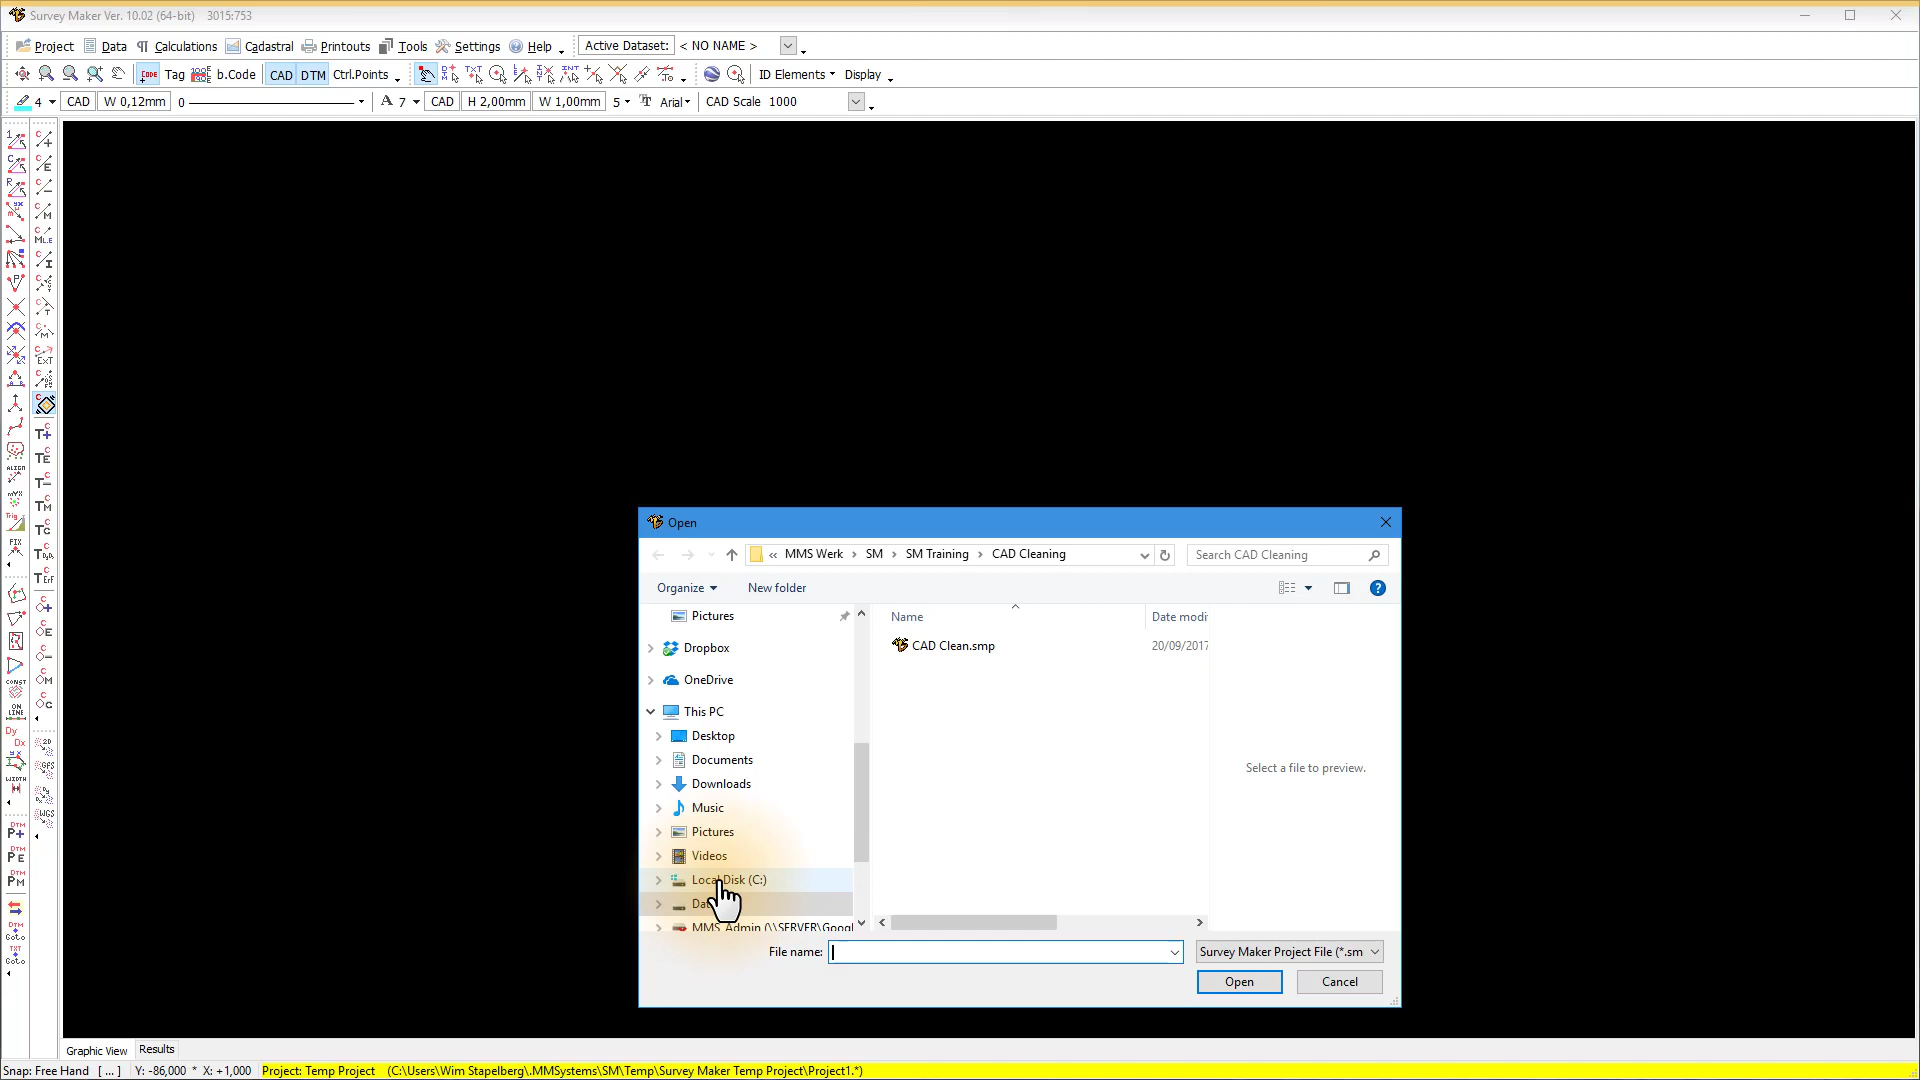 Survey Maker Ver. 10.02 (64-bit) 3015:753
Project Data Calculations Cadastral Printouts Tools Settings Help Active Dataset: < NO NAME >
CODE Tag b.Code CAD DTM Ctrl.Points ID Elements Display
4 CAD W 0,12mm 0 A 7 CAD H 2,00mm W 1,00mm 5 Arial CAD Scale 1000
Open
« MMS Werk > SM > SM Training > CAD Cleaning
Search CAD Cleaning
Organize New folder
Pictures
Dropbox
OneDrive
This PC
Desktop
Documents
Downloads
Music
Pictures
Videos
Local Disk (C:)
MMS_Admin (\\SERVER\Googl
Name Date modi
CAD Clean.smp 20/09/2017
Select a file to preview.
File name: Survey Maker Project File (*.sm
Open Cancel
Graphic View Results
Snap: Free Hand [ ... ] Y: -86,000 * X: +1,000 Project: Temp Project (C:\Users\Wim Stapelberg\.MMSystems\SM\Temp\Survey Maker Temp Project\Project1.*)